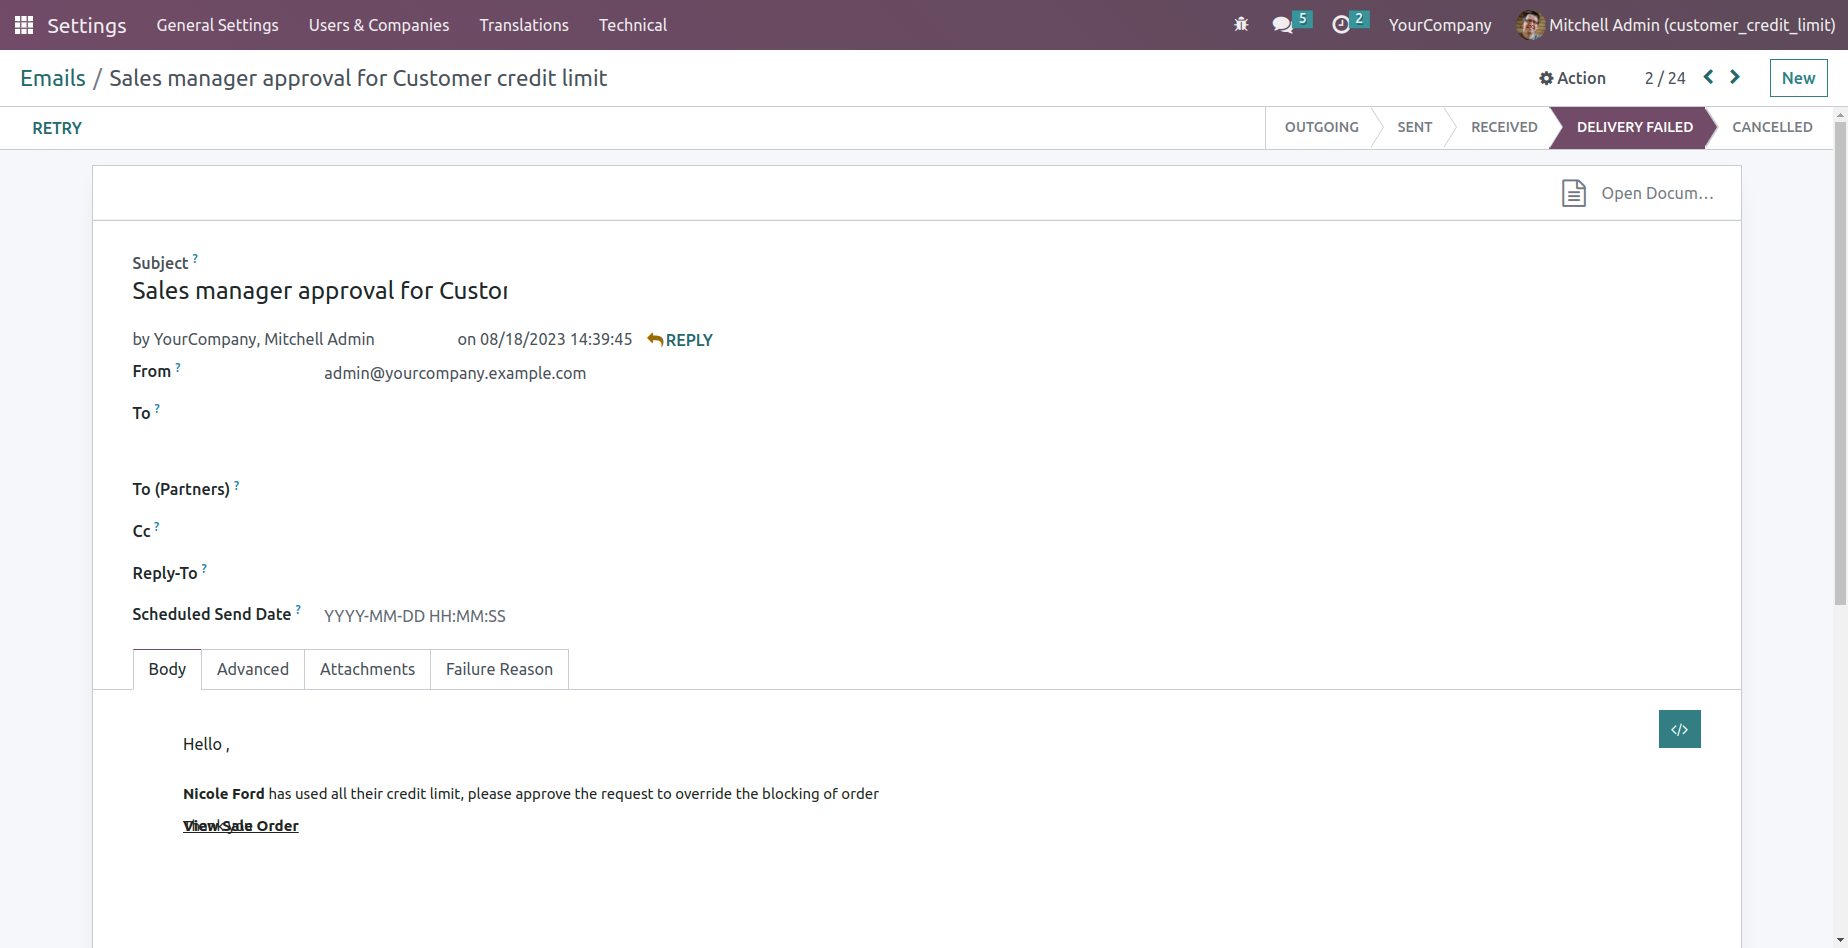 Settings General Settings Users & Companies Translations Technical 5 2 YourCompany Mitchell Admin (customer_credit_limit)
Emails / Sales manager approval for Customer credit limit Action 2 / 24 New
RETRY OUTGOING SENT RECEIVED DELIVERY FAILED CANCELLED
Open Docum...
Subject ?
Sales manager approval for Custor
by YourCompany, Mitchell Admin on 08/18/2023 14:39:45 REPLY
From ? admin@yourcompany.example.com
To ?
To (Partners) ?
Cc ?
Reply-To ?
Scheduled Send Date ? YYYY-MM-DD HH:MM:SS
Body Advanced Attachments Failure Reason
</>
Hello ,
Nicole Ford has used all their credit limit, please approve the request to override the blocking of order
View Sale Order